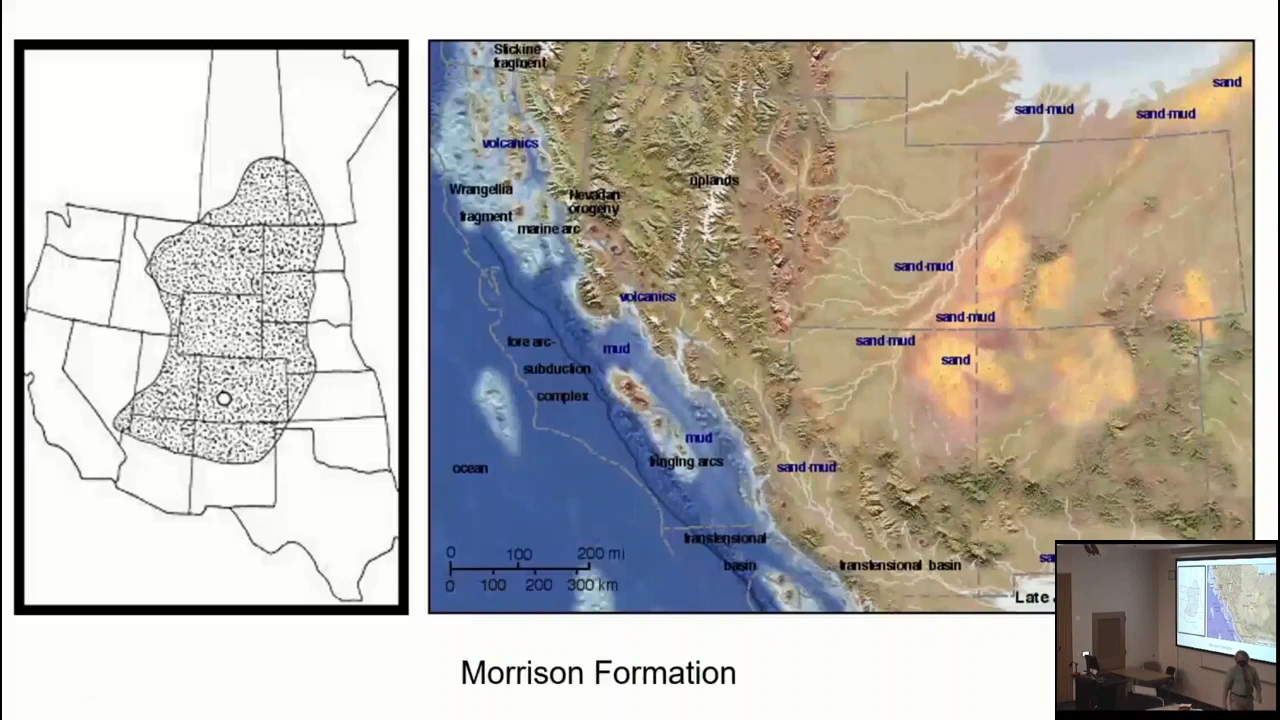 Slickine
fragment
volcanics
Wrangellia
fragment
Nevadan
orogeny
marine arc
uplands
sand-mud
sand-mud
sand
volcanics
sand-mud
sand-mud
sand-mud
sand
mud
fore arc-
subduction
complex
mud
fringing arcs
ocean
sand-mud
transtensional
basin
transtensional basin
0 100 200 mi
0 100 200 300 km
Late
Morrison Formation